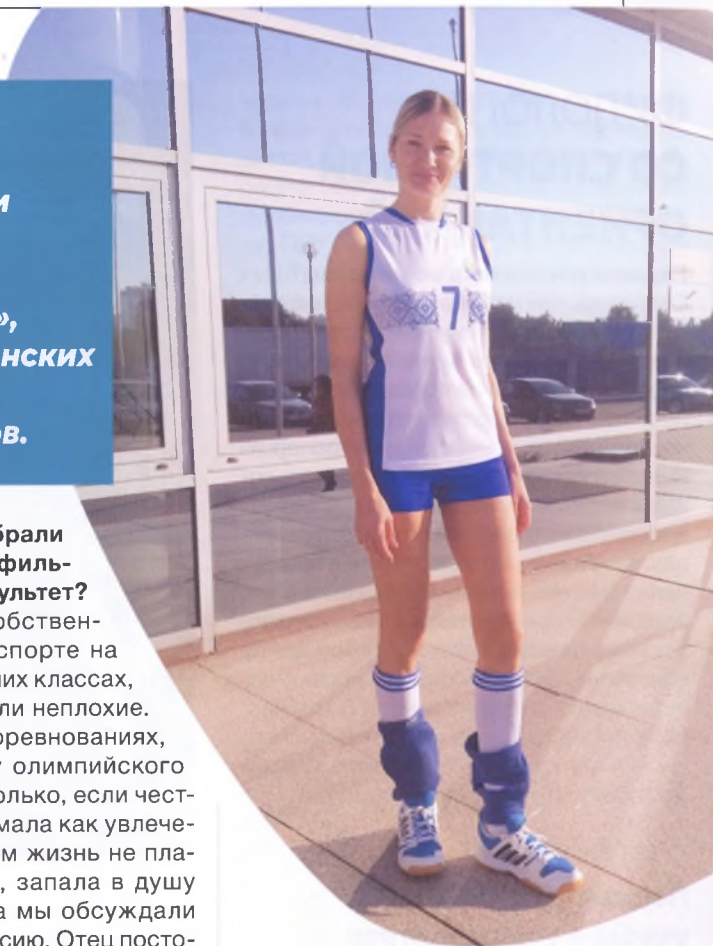 и
»,
нских
ов.
брали
филь-
ультет?
обствен-
спорте на
их классах,
ли неплохие.
оревнованиях,
у олимпийского
олько, если чест-
мала как увлече-
м жизнь не пла-
, запала в душу
а мы обсуждали
сию. Отец посто-
7